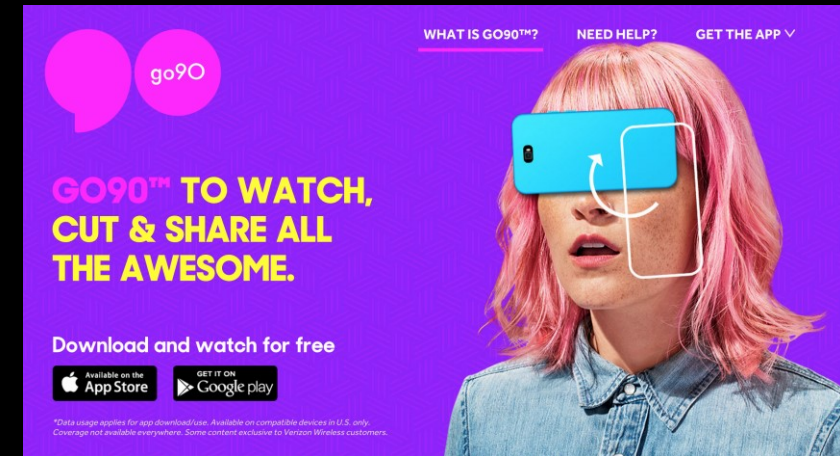 WHAT IS GO90™?
NEED HELP?
GET THE APP
go90
GO90™ TO WATCH,
CUT & SHARE ALL
THE AWESOME.
Download and watch for free
Available on the
App Store
GET IT ON
Google play
*Data usage applies for app download/use. Available on compatible devices in U.S. only.
Coverage not available everywhere. Some content exclusive to Verizon Wireless customers.